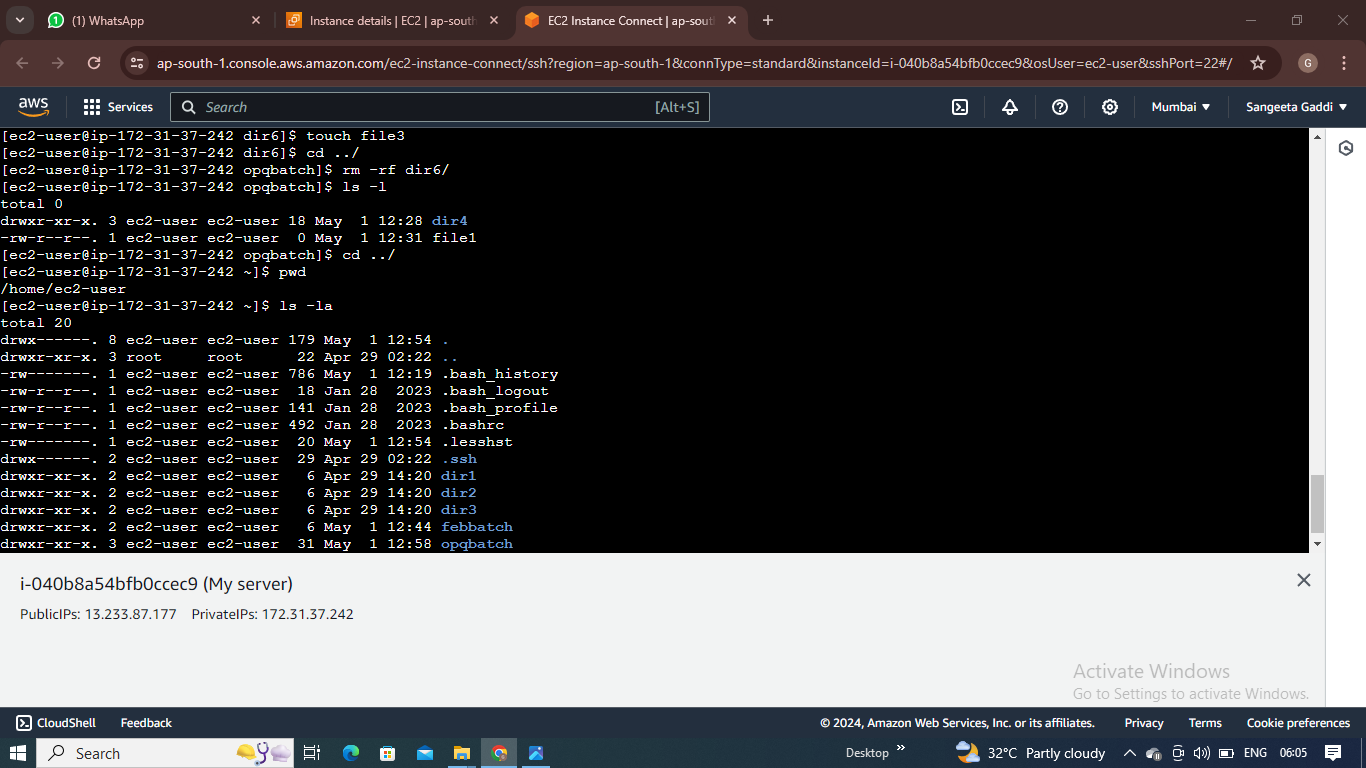 (1) WhatsApp
Instance details | EC2 | ap-south
EC2 Instance Connect | ap-sout
ap-south-1.console.aws.amazon.com/ec2-instance-connect/ssh?region=ap-south-1&connType=standard&instanceId=i-040b8a54bfb0ccec9&osUser=ec2-user&sshPort=22#/
G
aws
Services
Search
[Alt+S]
Mumbai
Sangeeta Gaddi
[ec2-user@ip-172-31-37-242 dir6]$ touch file3
[ec2-user@ip-172-31-37-242 dir6]$ cd ../
[ec2-user@ip-172-31-37-242 opqbatch]$ rm -rf dir6/
[ec2-user@ip-172-31-37-242 opqbatch]$ ls -l
total 0
drwxr-xr-x. 3 ec2-user ec2-user 18 May  1 12:28 dir4
-rw-r--r--. 1 ec2-user ec2-user  0 May  1 12:31 file1
[ec2-user@ip-172-31-37-242 opqbatch]$ cd ../
[ec2-user@ip-172-31-37-242 ~]$ pwd
/home/ec2-user
[ec2-user@ip-172-31-37-242 ~]$ ls -la
total 20
drwx------. 8 ec2-user ec2-user 179 May  1 12:54 .
drwxr-xr-x. 3 root     root      22 Apr 29 02:22 ..
-rw-------. 1 ec2-user ec2-user 786 May  1 12:19 .bash_history
-rw-r--r--. 1 ec2-user ec2-user  18 Jan 28  2023 .bash_logout
-rw-r--r--. 1 ec2-user ec2-user 141 Jan 28  2023 .bash_profile
-rw-r--r--. 1 ec2-user ec2-user 492 Jan 28  2023 .bashrc
-rw-------. 1 ec2-user ec2-user  20 May  1 12:54 .lesshst
drwx------. 2 ec2-user ec2-user  29 Apr 29 02:22 .ssh
drwxr-xr-x. 2 ec2-user ec2-user   6 Apr 29 14:20 dir1
drwxr-xr-x. 2 ec2-user ec2-user   6 Apr 29 14:20 dir2
drwxr-xr-x. 2 ec2-user ec2-user   6 Apr 29 14:20 dir3
drwxr-xr-x. 2 ec2-user ec2-user   6 May  1 12:44 febbatch
drwxr-xr-x. 3 ec2-user ec2-user  31 May  1 12:58 opqbatch
i-040b8a54bfb0ccec9 (My server)
PublicIPs: 13.233.87.177 PrivateIPs: 172.31.37.242
Activate Windows
Go to Settings to activate Windows.
CloudShell
Feedback
© 2024, Amazon Web Services, Inc. or its affiliates.
Privacy
Terms
Cookie preferences
Search
Desktop
32°C Partly cloudy
ENG
06:05